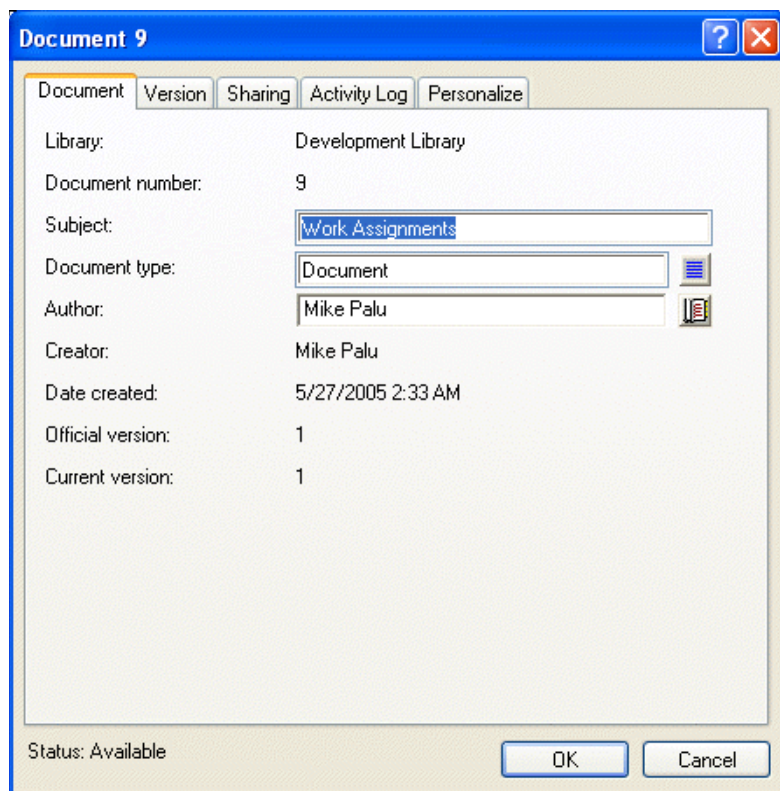 Document 9
Document Version Sharing Activity Log Personalize
Library: Development Library
Document number: 9
Subject: Work Assignments
Document type: Document
Author: Mike Palu
Creator: Mike Palu
Date created: 5/27/2005 2:33 AM
Official version: 1
Current version: 1
Status: Available
OK Cancel